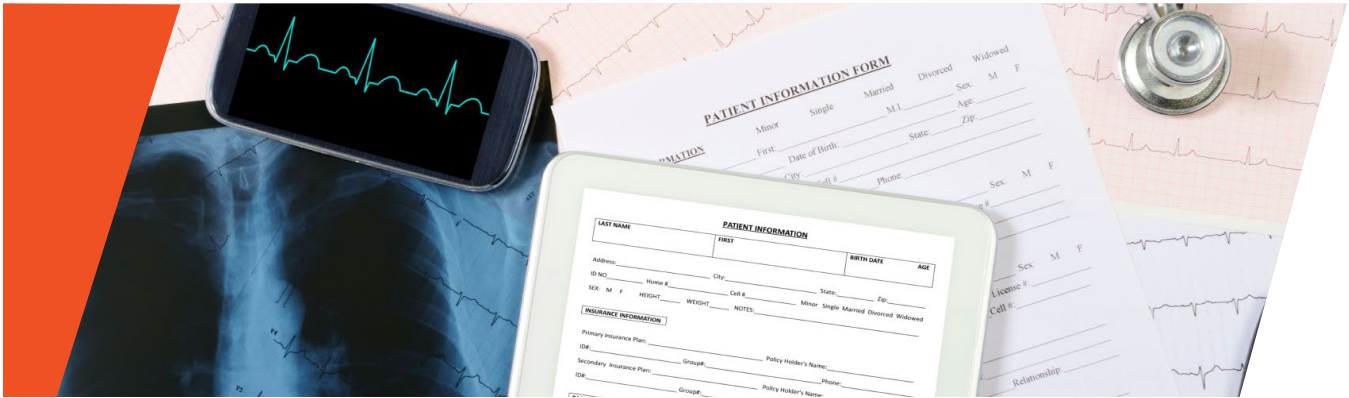 PATIENT INFORMATION FORM
Minor Single Married Divorced Widowed
First: M I Sex: M F
Date of Birth: Age:
City: State: Zip:
Cell # Phone
Sex: M F
Sex: M F
License #
Cell #:
Relationship:
PATIENT INFORMATION
LAST NAME FIRST BIRTH DATE AGE
Address: City: State: Zip:
ID NO Home # Cell # Minor Single Married Divorced Widowed
SEX: M F HEIGHT WEIGHT NOTES:
INSURANCE INFORMATION
Primary Insurance Plan: Policy Holder's Name:
ID#: Group#: Phone:
Secondary Insurance Plan: Policy Holder's Name:
ID#: Group#: